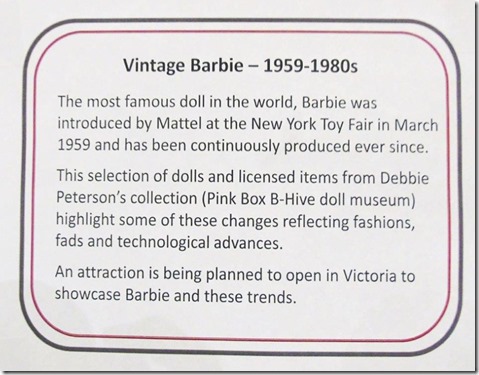 Vintage Barbie – 1959-1980s
The most famous doll in the world, Barbie was
introduced by Mattel at the New York Toy Fair in March
1959 and has been continuously produced ever since.
This selection of dolls and licensed items from Debbie
Peterson’s collection (Pink Box B-Hive doll museum)
highlight some of these changes reflecting fashions,
fads and technological advances.
An attraction is being planned to open in Victoria to
showcase Barbie and these trends.